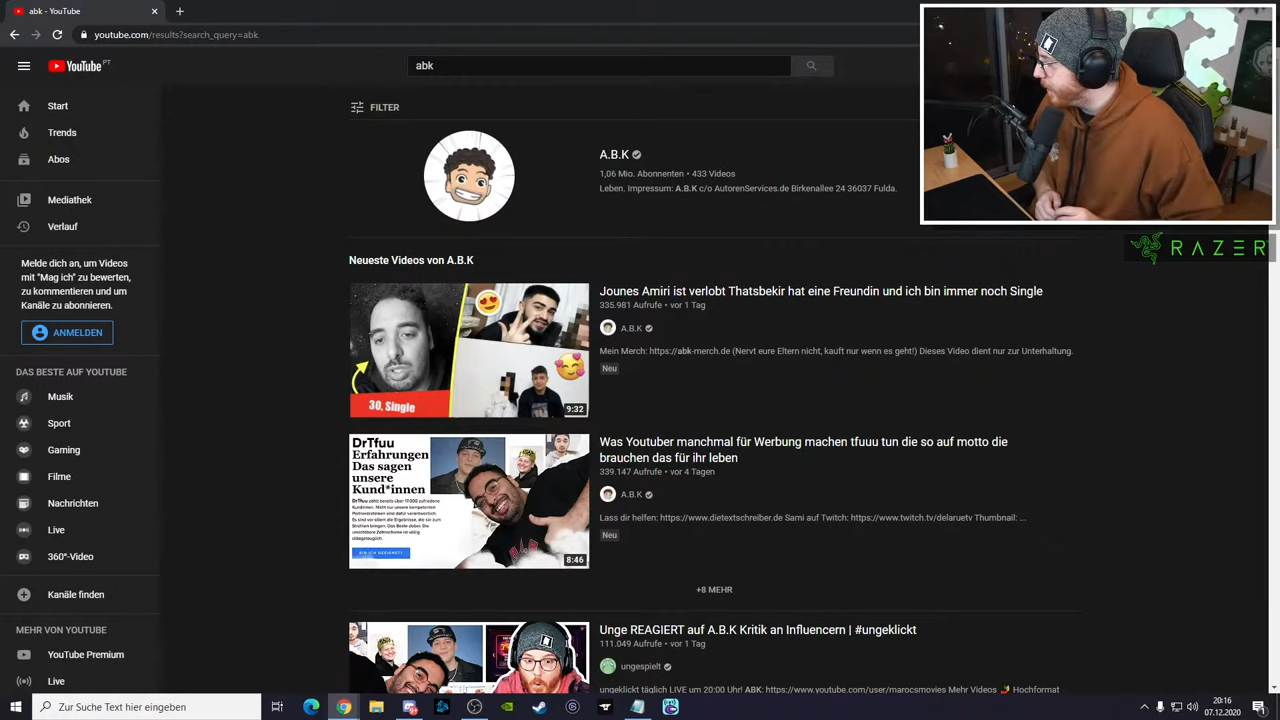 abk - YouTube
youtube.com/results?search_query=abk
YouTube PT
abk
FILTER
Start
Trends
Abos
Mediathek
Verlauf
Melde dich an, um Videos
mit "Mag ich" zu bewerten,
zu kommentieren und um
Kanäle zu abonnieren.
ANMELDEN
DAS BESTE AUF YOUTUBE
Musik
Sport
Gaming
Filme
Nachrichten
Live
360°-Video
Kanäle finden
MEHR VON YOUTUBE
YouTube Premium
Live
A.B.K
1,06 Mio. Abonnenten • 433 Videos
Leben. Impressum: A.B.K c/o AutorenServices.de Birkenallee 24 36037 Fulda.
RAZER
Neueste Videos von A.B.K
30, Single
9:32
Jounes Amiri ist verlobt Thatsbekir hat eine Freundin und ich bin immer noch Single
335.981 Aufrufe • vor 1 Tag
A.B.K
Mein Merch: https://abk-merch.de (Nervt eure Eltern nicht, kauft nur wenn es geht!) Dieses Video dient nur zur Unterhaltung.
Neu
DrTfuu
Erfahrungen
Das sagen
unsere
Kund*innen
8:46
Was Youtuber manchmal für Werbung machen tfuuu tun die so auf motto die
brauchen das für ihr leben
339.147 Aufrufe • vor 4 Tagen
A.B.K
Lass dir helfen: https://www.dietextschreiber.de Darn auf Twitch: https://www.twitch.tv/delaruetv Thumbnail: ...
Neu
+8 MEHR
Unge REAGIERT auf A.B.K Kritik an Influencern | #ungeklickt
111.049 Aufrufe • vor 1 Tag
ungespielt
ungeklickt täglich LIVE um 20:00 Uhr! ABK: https://www.youtube.com/user/marocsmovies Mehr Videos Hochformat
Zur Suche Text hier eingeben
20:16
07.12.2020